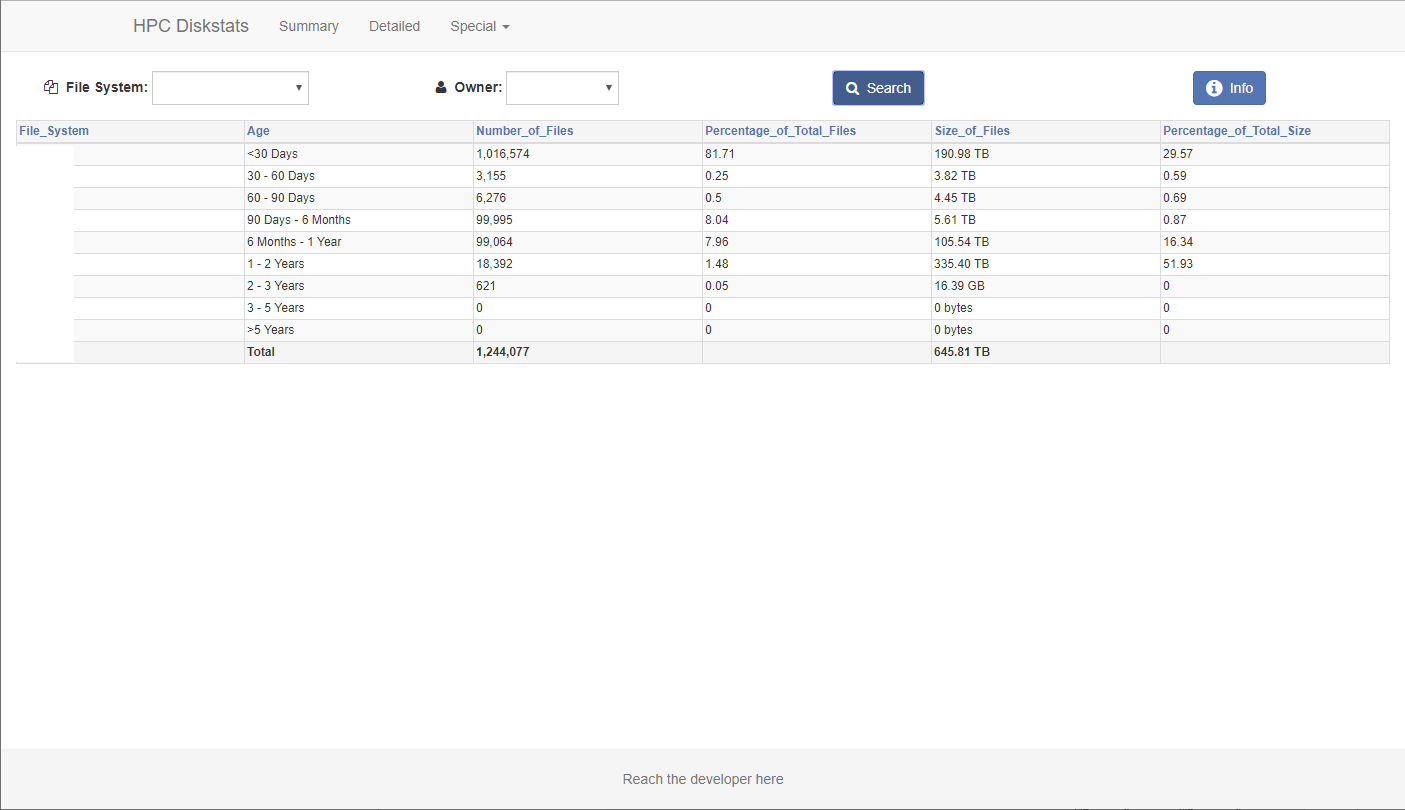 HPC Diskstats Summary Detailed Special
File System: Owner: Search Info
File_System Age Number_of_Files Percentage_of_Total_Files Size_of_Files Percentage_of_Total_Size
<30 Days 1,016,574 81.71 190.98 TB 29.57
30 - 60 Days 3,155 0.25 3.82 TB 0.59
60 - 90 Days 6,276 0.5 4.45 TB 0.69
90 Days - 6 Months 99,995 8.04 5.61 TB 0.87
6 Months - 1 Year 99,064 7.96 105.54 TB 16.34
1 - 2 Years 18,392 1.48 335.40 TB 51.93
2 - 3 Years 621 0.05 16.39 GB 0
3 - 5 Years 0 0 0 bytes 0
>5 Years 0 0 0 bytes 0
Total 1,244,077 645.81 TB
Reach the developer here